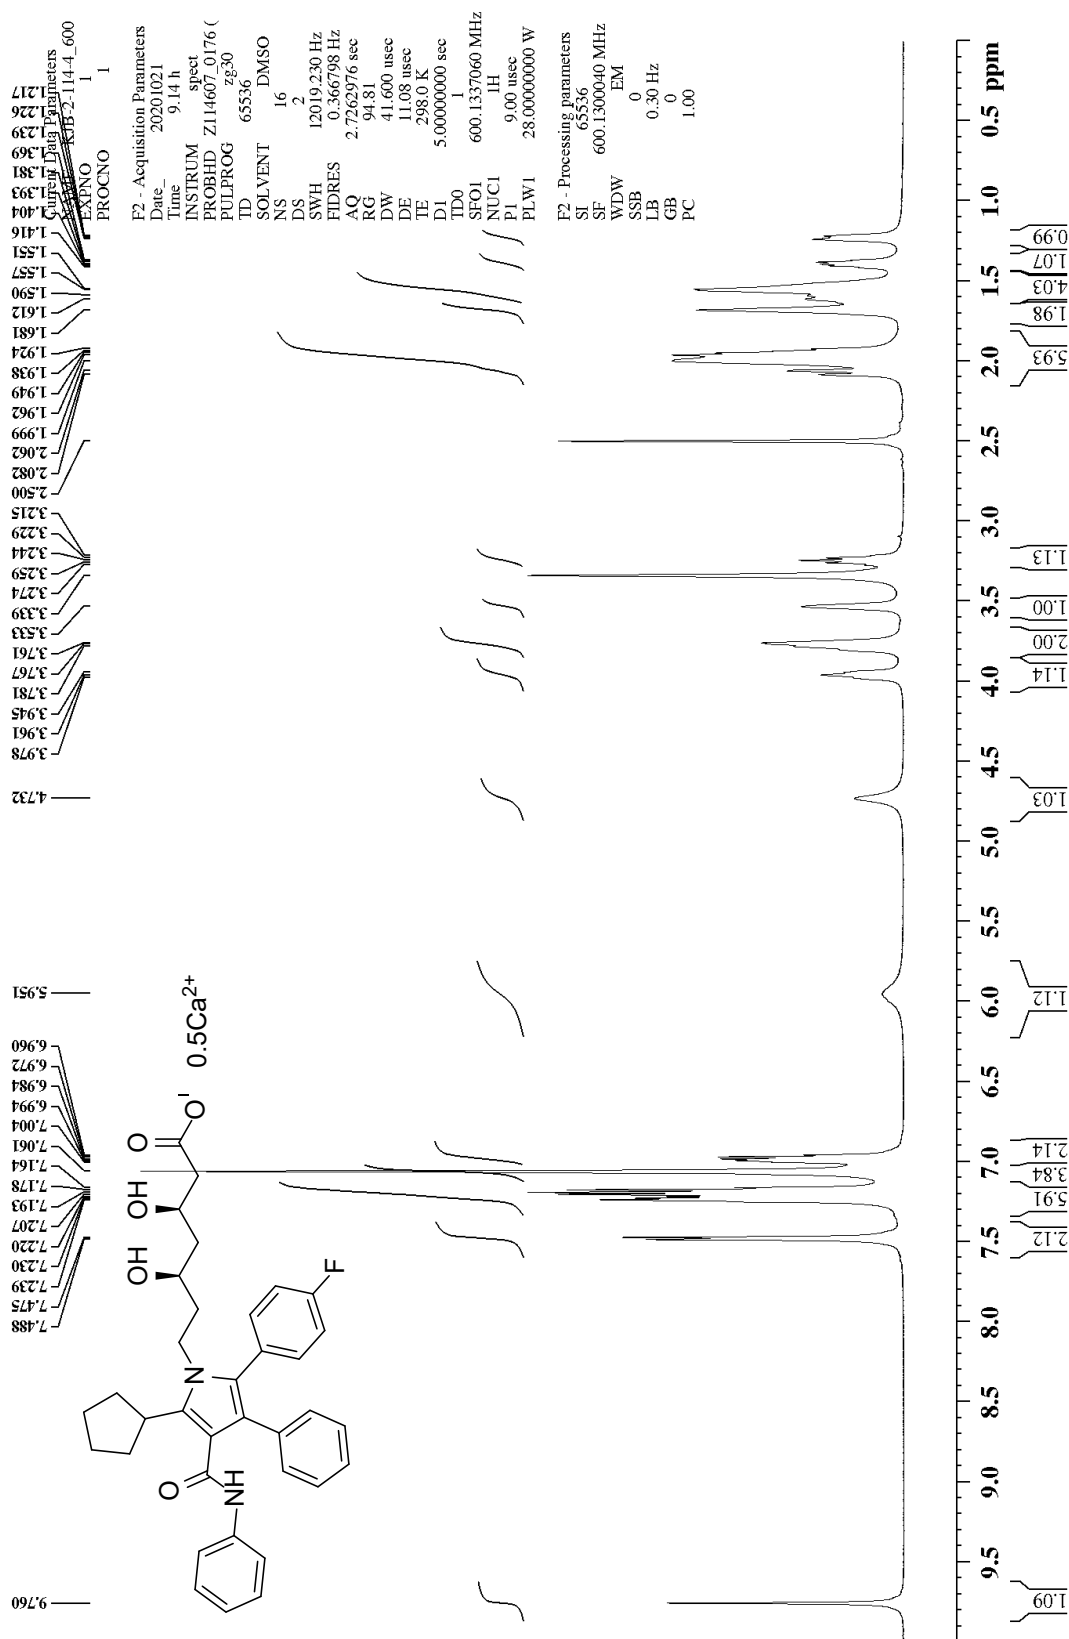 9.760
7.488
7.475
7.239
7.230
7.220
7.207
7.193
7.178
7.164
7.061
7.004
6.994
6.984
6.972
6.960
5.951
4.732
3.978
3.961
3.945
3.781
3.767
3.761
3.533
3.339
3.274
3.259
3.244
3.229
3.215
2.500
2.082
2.062
1.999
1.962
1.949
1.938
1.924
1.681
1.612
1.590
1.557
1.551
1.416
1.404
1.393
1.381
1.369
1.239
1.226
1.217
Current Data Parameters
NAME KJB-2-114-4_600
EXPNO 1
PROCNO 1
F2 - Acquisition Parameters
Date_ 20201021
Time 9.14 h
INSTRUM spect
PROBHD Z114607_0176 (
PULPROG zg30
TD 65536
SOLVENT DMSO
NS 16
DS 2
SWH 12019.230 Hz
FIDRES 0.366798 Hz
AQ 2.7262976 sec
RG 94.81
DW 41.600 usec
DE 11.08 usec
TE 298.0 K
D1 5.00000000 sec
TD0 1
SFO1 600.1337060 MHz
NUC1 1H
P1 9.00 usec
PLW1 28.00000000 W
F2 - Processing parameters
SI 65536
SF 600.1300040 MHz
WDW EM
SSB 0
LB 0.30 Hz
GB 0
PC 1.00
O
NH
N
F
OH
OH
O
O-
0.5Ca2+
9.5 9.0 8.5 8.0 7.5 7.0 6.5 6.0 5.5 5.0 4.5 4.0 3.5 3.0 2.5 2.0 1.5 1.0 0.5 ppm
1.09
2.12
5.91
3.84
2.14
1.12
1.03
1.14
2.00
1.00
1.13
5.93
1.98
4.03
1.07
0.99